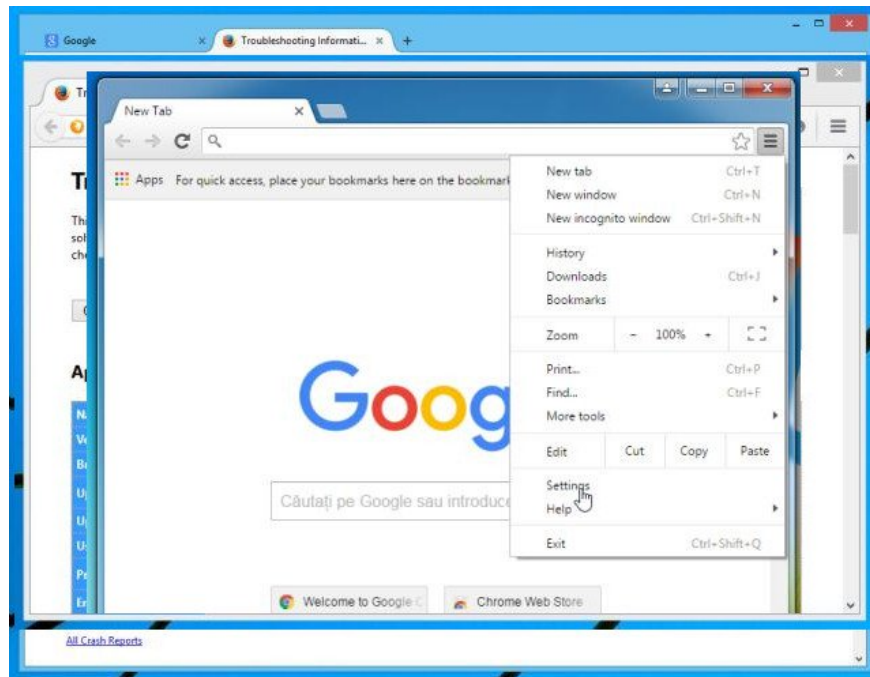 Google
Troubleshooting Informati...
New Tab
Apps For quick access, place your bookmarks here on the bookmark
New tab Ctrl+T
New window Ctrl+N
New incognito window Ctrl+Shift+N
History
Downloads Ctrl+J
Bookmarks
Zoom - 100% +
Print... Ctrl+P
Find... Ctrl+F
More tools
Edit Cut Copy Paste
Settings
Help
Exit Ctrl+Shift+Q
Goog
Căutați pe Google sau introduce
Welcome to Google C
Chrome Web Store
All Crash Reports